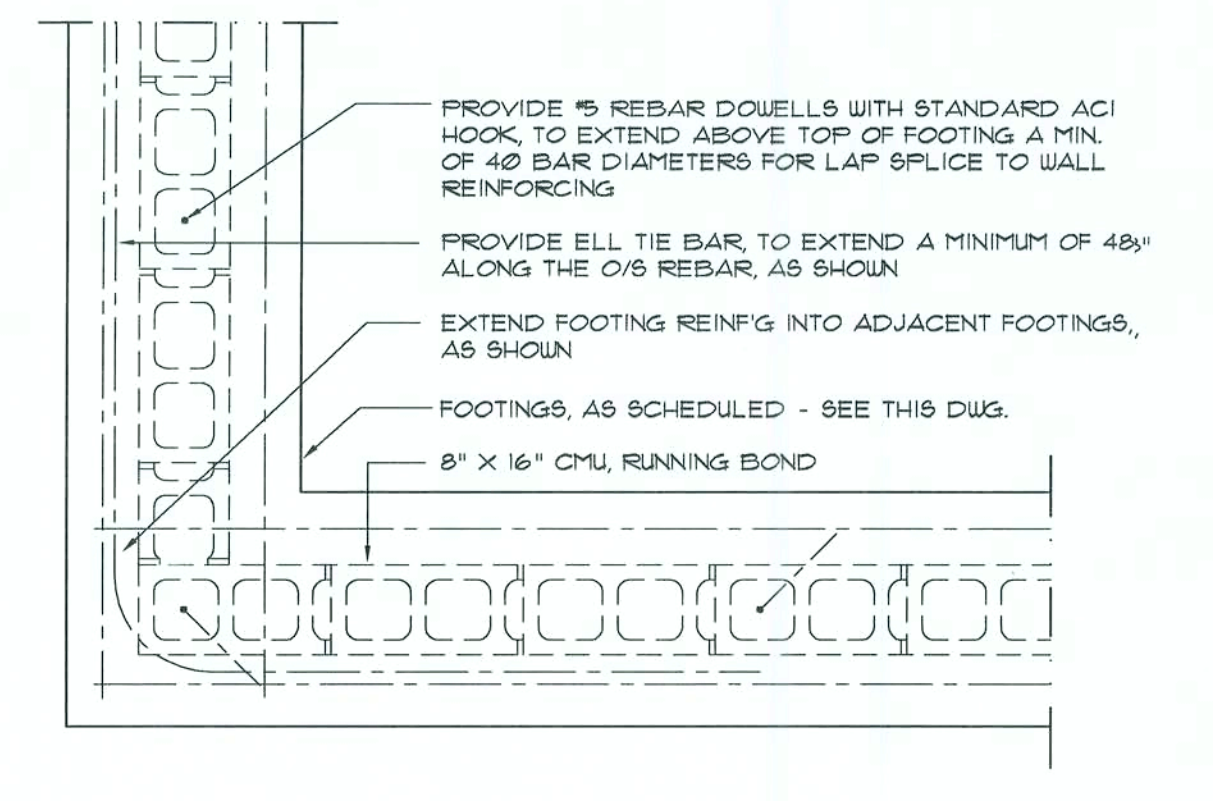 PROVIDE #5 REBAR DOWELLS WITH STANDARD ACI
HOOK, TO EXTEND ABOVE TOP OF FOOTING A MIN.
OF 40 BAR DIAMETERS FOR LAP SPLICE TO WALL
REINFORCING
PROVIDE ELL TIE BAR, TO EXTEND A MINIMUM OF
ALONG THE O/S REBAR, AS SHOWN
EXTEND FOOTING REINF'G INTO ADJACENT FOOTINGS,,
AS SHOWN
FOOTINGS, AS SCHEDULED - SEE THIS DWG.
8" X 16" CMU, RUNNING BOND